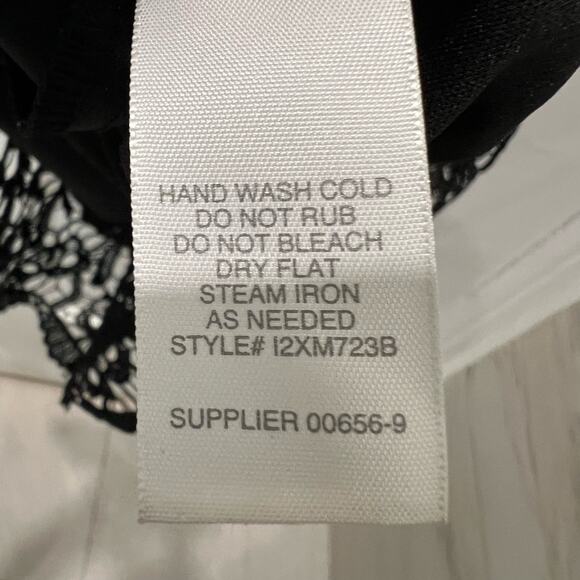 HAND WASH COLD
DO NOT RUB
DO NOT BLEACH
DRY FLAT
STEAM IRON
AS NEEDED
STYLE# I2XM723B
SUPPLIER 00656-9